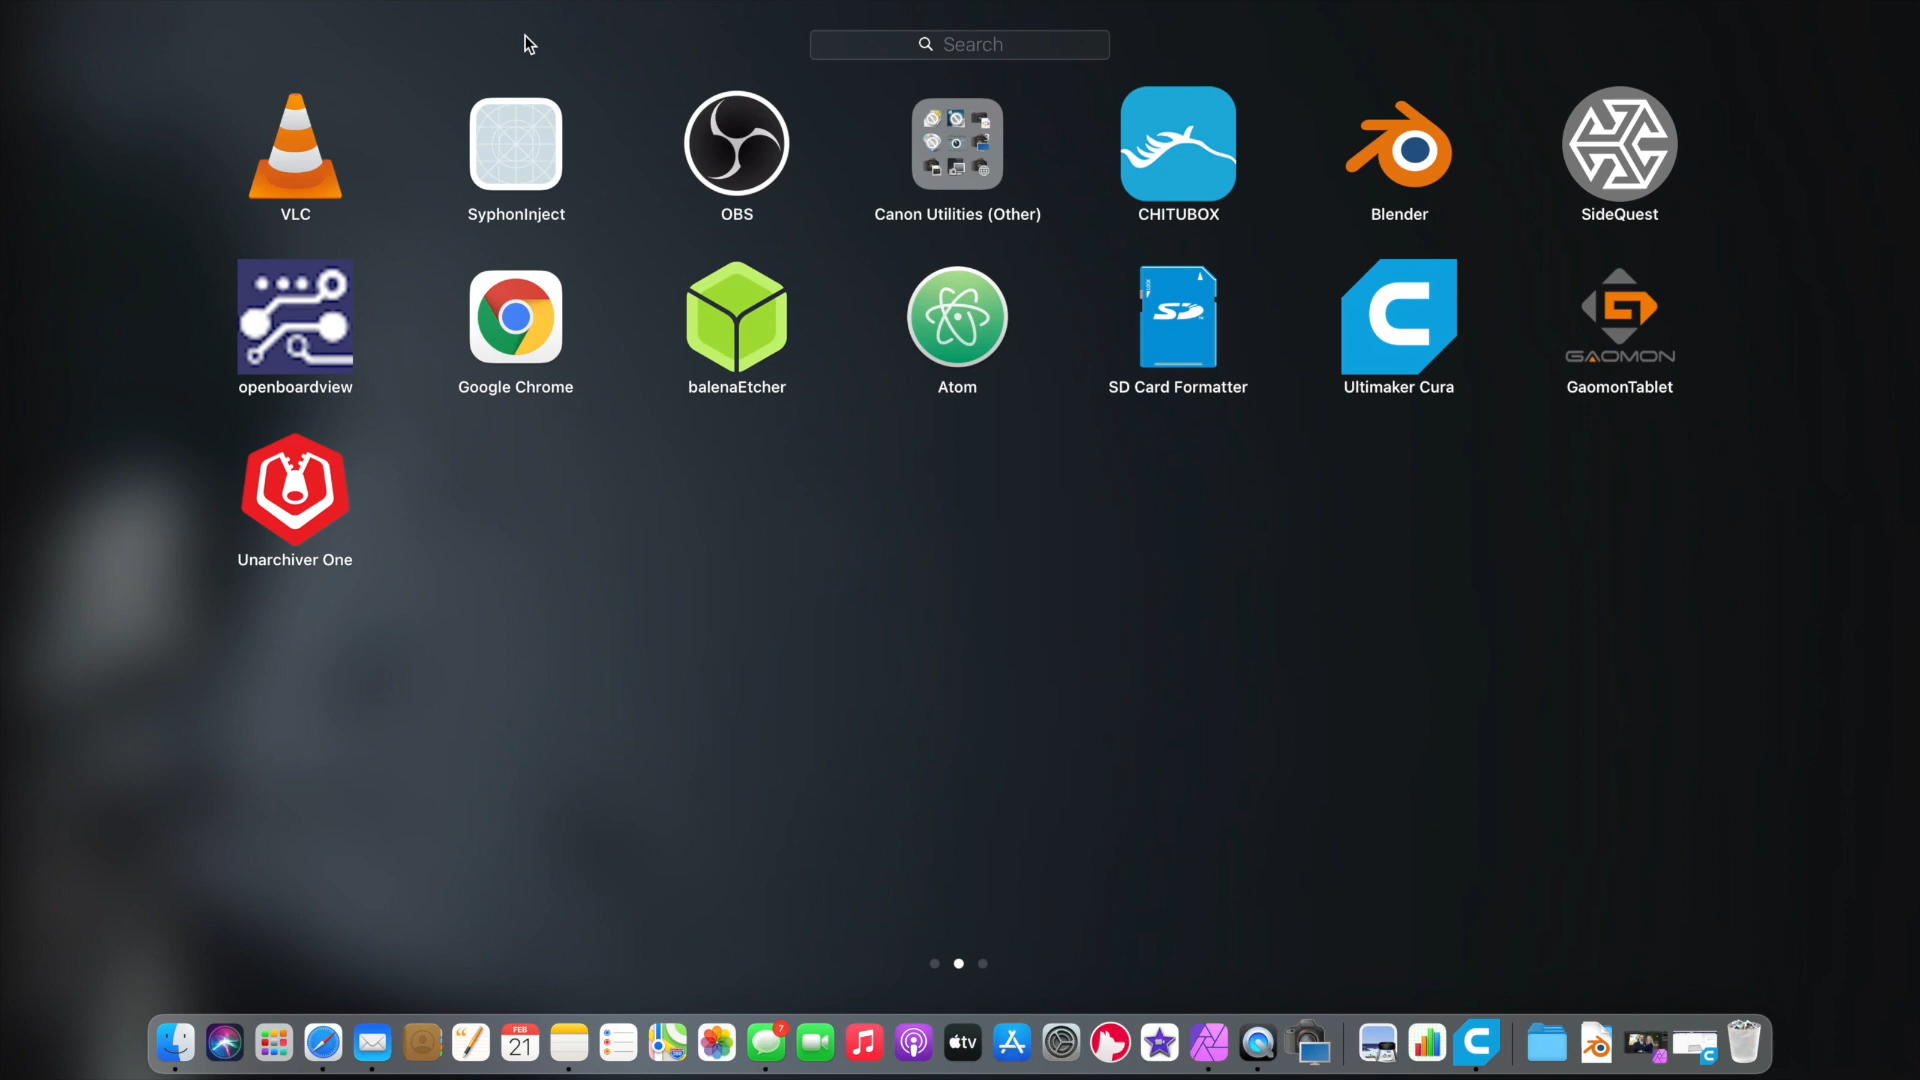 Search
VLC
SyphonInject
OBS
Canon Utilities (Other)
CHITUBOX
Blender
SideQuest
SD
GAOMON
openboardview
Google Chrome
balenaEtcher
Atom
SD Card Formatter
Ultimaker Cura
GaomonTablet
Unarchiver One
FEB
21
7
tv